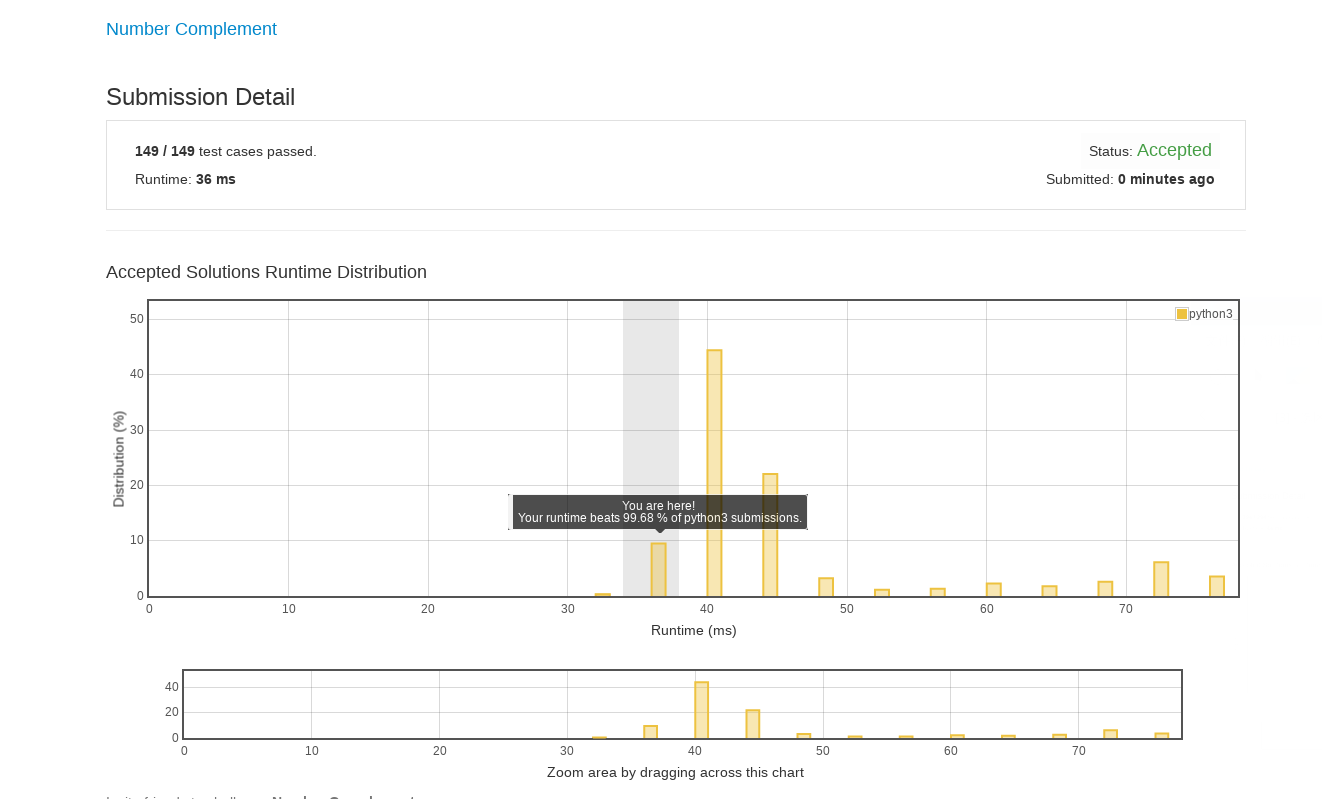 Number Complement
Submission Detail
149 / 149 test cases passed.
Status: Accepted
Runtime: 36 ms
Submitted: 0 minutes ago
Accepted Solutions Runtime Distribution
python3
Distribution (%)
50
40
30
20
10
0
You are here!
Your runtime beats 99.68 % of python3 submissions.
0 10 20 30 40 50 60 70
Runtime (ms)
40
20
0
0 10 20 30 40 50 60 70
Zoom area by dragging across this chart